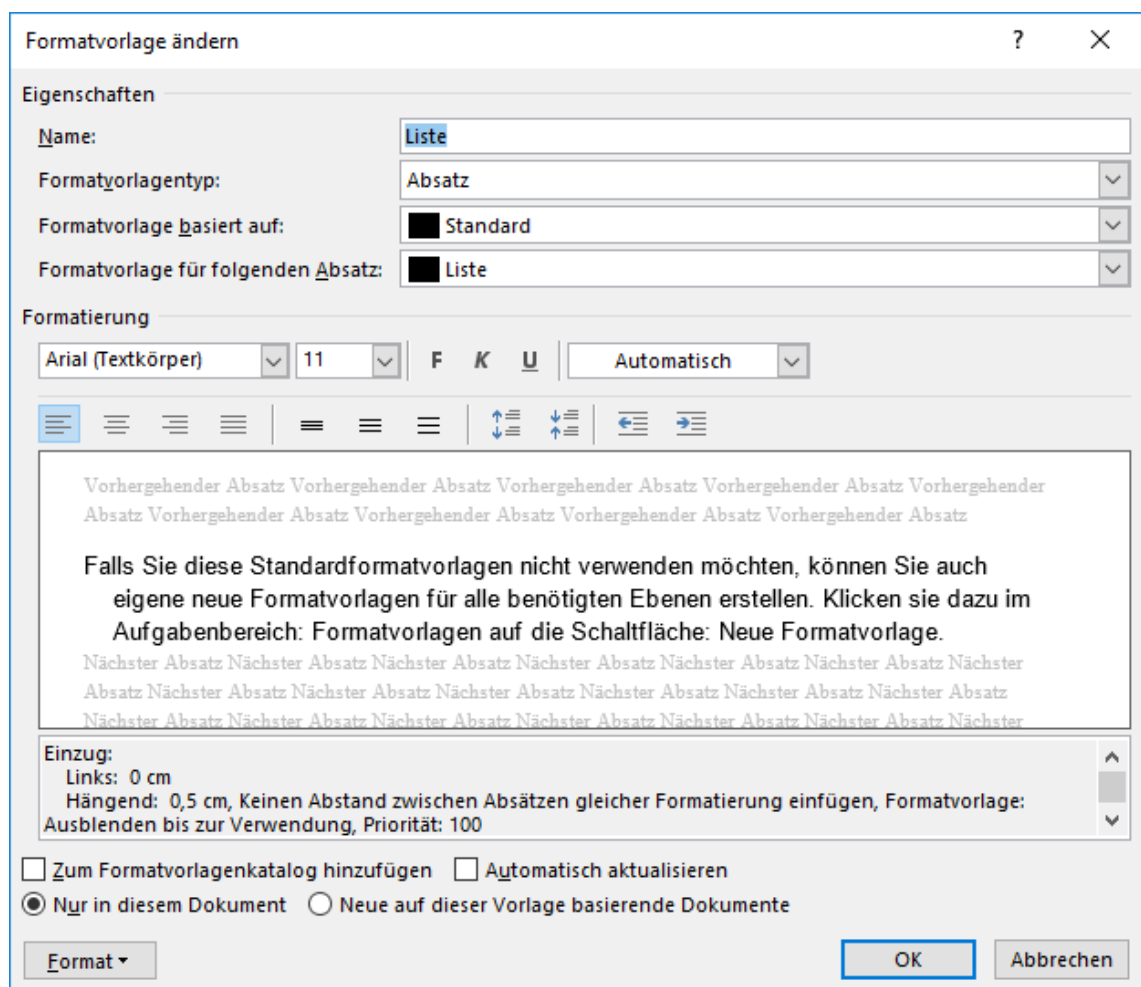 Formatvorlage ändern
?
Eigenschaften
Name:
Liste
Formatvorlagentyp:
Absatz
Formatvorlage basiert auf:
Standard
Formatvorlage für folgenden Absatz:
Liste
Formatierung
Arial (Textkörper)
11
F K U
Automatisch
Vorhergehender Absatz Vorhergehender Absatz Vorhergehender Absatz Vorhergehender Absatz Vorhergehender
Absatz Vorhergehender Absatz Vorhergehender Absatz Vorhergehender Absatz Vorhergehender Absatz
Falls Sie diese Standardformatvorlagen nicht verwenden möchten, können Sie auch
eigene neue Formatvorlagen für alle benötigten Ebenen erstellen. Klicken sie dazu im
Aufgabenbereich: Formatvorlagen auf die Schaltfläche: Neue Formatvorlage.
Nächster Absatz Nächster Absatz Nächster Absatz Nächster Absatz Nächster Absatz Nächster
Absatz Nächster Absatz Nächster Absatz Nächster Absatz Nächster Absatz Nächster Absatz
Nächster Absatz Nächster Absatz Nächster Absatz Nächster Absatz Nächster Absatz Nächster
Einzug:
Links: 0 cm
Hängend: 0,5 cm, Keinen Abstand zwischen Absätzen gleicher Formatierung einfügen, Formatvorlage:
Ausblenden bis zur Verwendung, Priorität: 100
Zum Formatvorlagenkatalog hinzufügen
Automatisch aktualisieren
Nur in diesem Dokument
Neue auf dieser Vorlage basierende Dokumente
Format
OK
Abbrechen